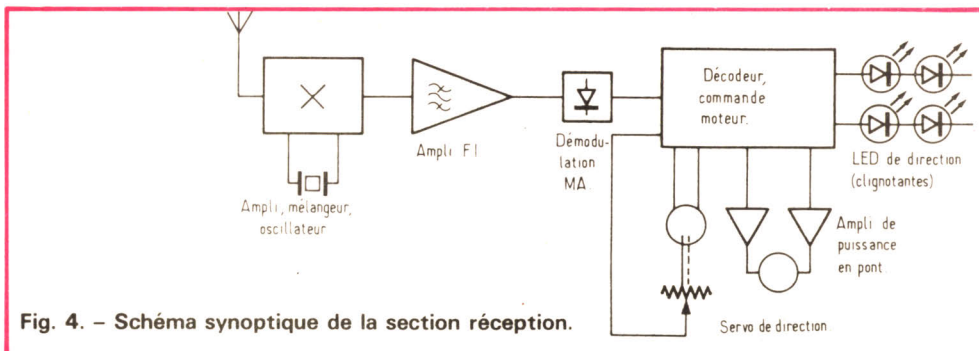 Ampli, mélangeur,
oscillateur
Ampli FI
Démodu-
lation
MA.
Décodeur,
commande
moteur.
LED de direction
(clignotantes)
Ampli de
puissance
en pont.
Servo de direction
Fig. 4. – Schéma synoptique de la section réception.